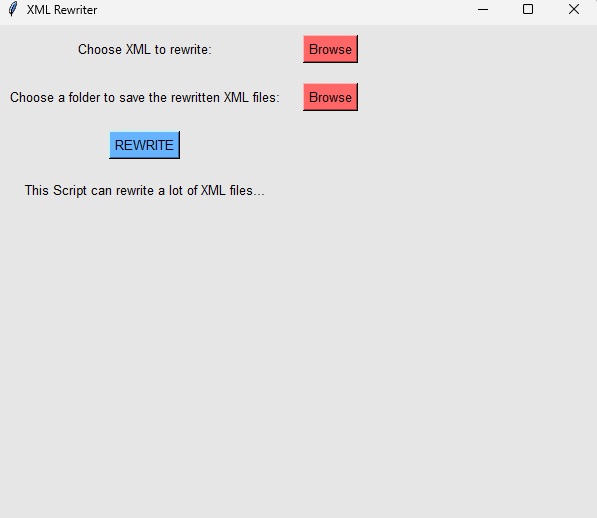 XML Rewriter
Choose XML to rewrite: Browse
Choose a folder to save the rewritten XML files: Browse
REWRITE
This Script can rewrite a lot of XML files...